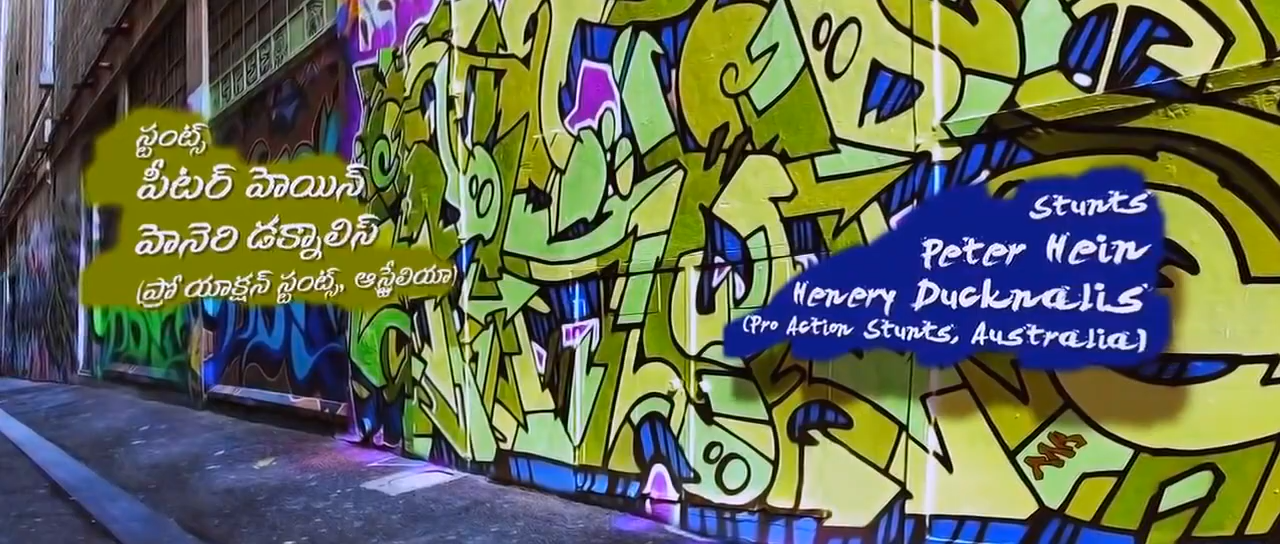 స్టంట్స్
పీటర్ హెయిన్
హెనెరి డక్నాలిస్
(ప్రో యాక్షన్ స్టంట్స్, ఆస్ట్రేలియా)
Stunts
Peter Hein
Henery Ducknalis
(Pro Action Stunts, Australia)